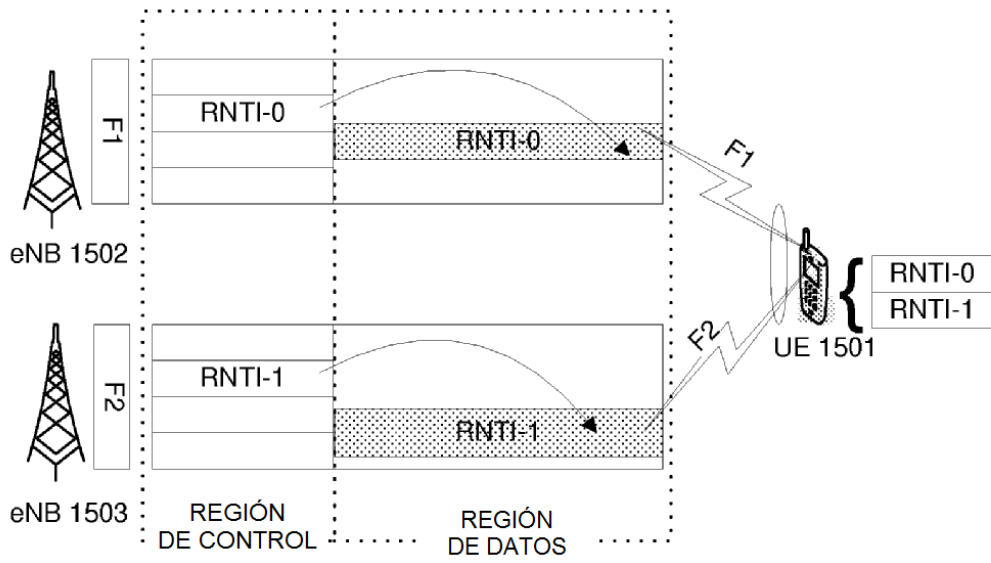 F1
RNTI-0
RNTI-0
F1
eNB 1502
RNTI-0
RNTI-1
UE 1501
F2
F2
RNTI-1
RNTI-1
eNB 1503
REGIÓN
DE CONTROL
REGIÓN
DE DATOS